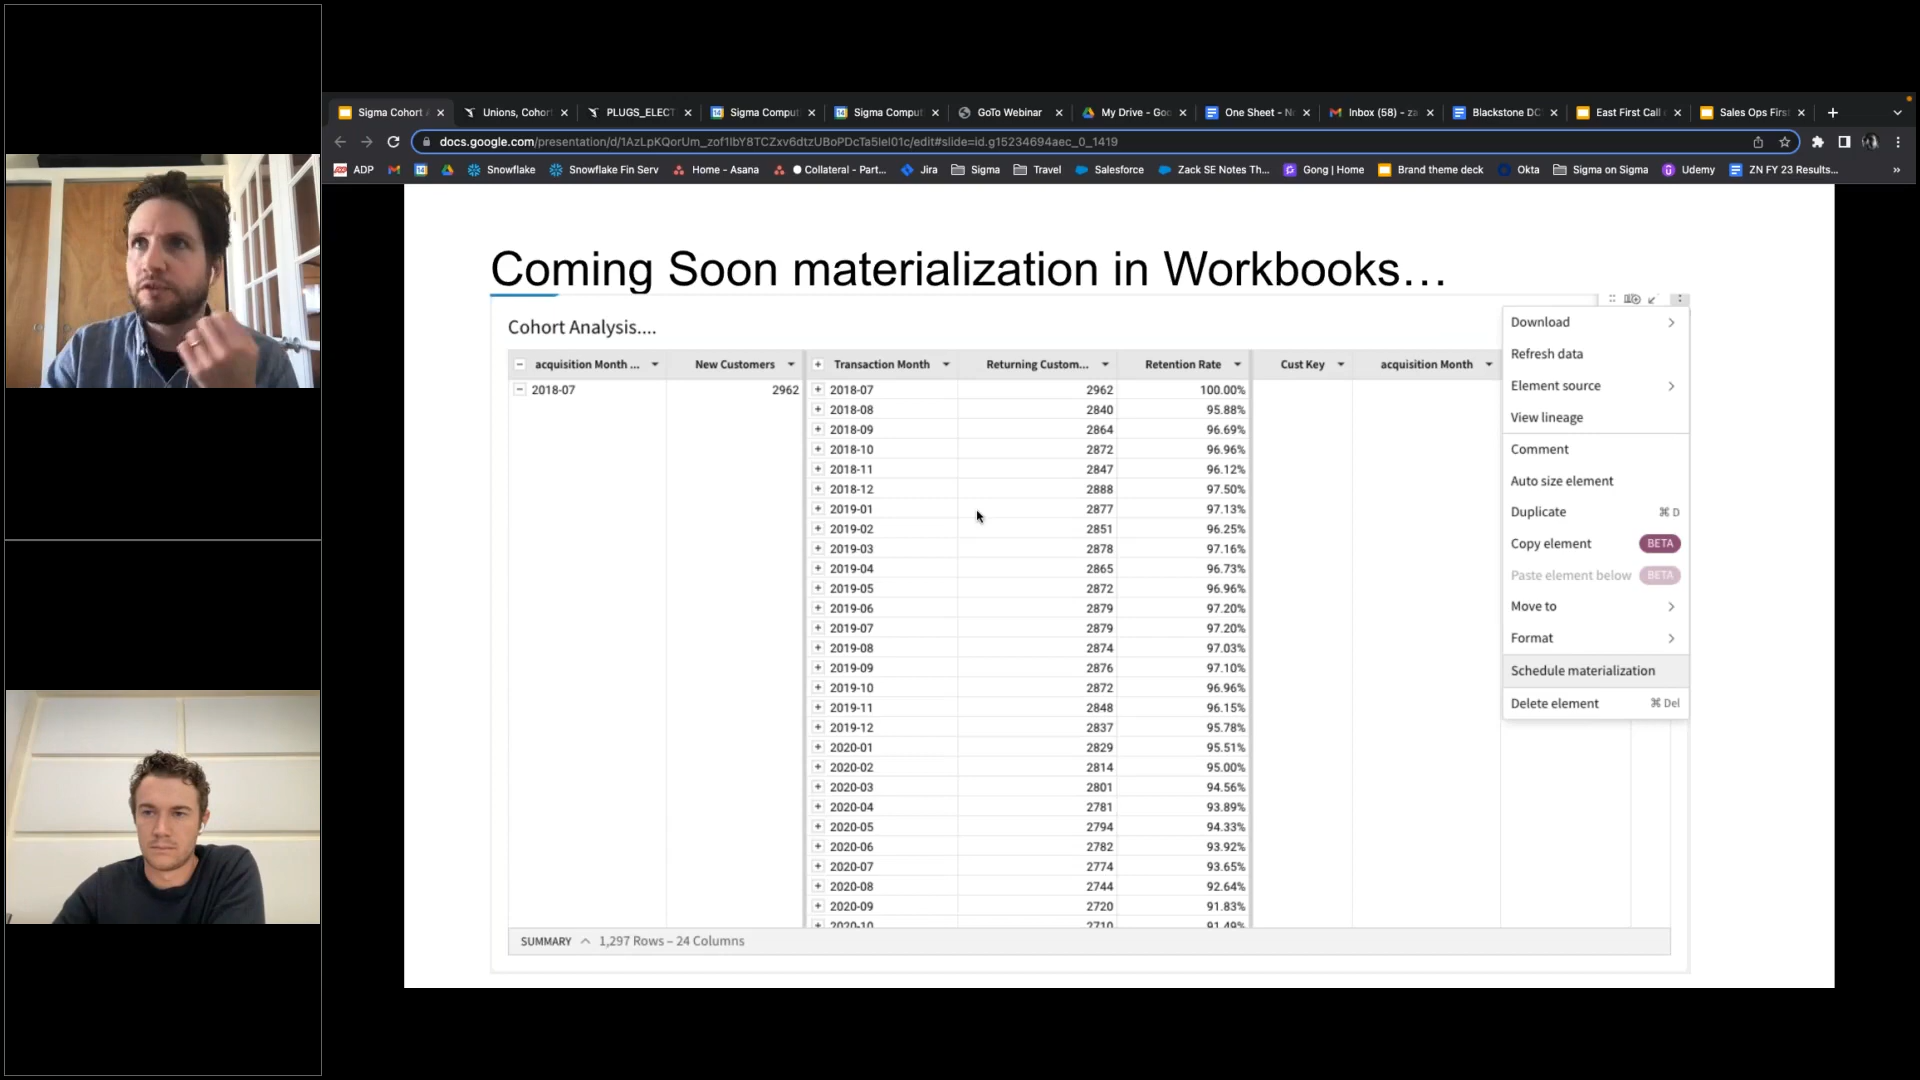 Sigma Cohort A
Unions, Cohor
PLUGS_ELECT
Sigma Comput
Sigma Comput
GoTo Webinar
My Drive - Goo
One Sheet - N
Inbox (58) - za
Blackstone DC
East First Call
Sales Ops Firs
docs.google.com/presentation/d/1AzLpKQorUm_zof1IbY8TCZxv6dtzUBoPDcTa5lel01c/edit#slide=id.g15234694aec_0_1419
ADP
Snowflake
Snowflake Fin Serv
Home - Asana
Collateral - Part...
Jira
Sigma
Travel
Salesforce
Zack SE Notes Th...
Gong | Home
Brand theme deck
Okta
Sigma on Sigma
Udemy
ZN FY 23 Results...
»
Coming Soon materialization in Workbooks…
Cohort Analysis....
acquisition Month ... New Customers Transaction Month Returning Custom... Retention Rate Cust Key acquisition Month
2018-07 2962 2018-07 2962 100.00%
2018-08 2840 95.88%
2018-09 2864 96.69%
2018-10 2872 96.96%
2018-11 2847 96.12%
2018-12 2888 97.50%
2019-01 2877 97.13%
2019-02 2851 96.25%
2019-03 2878 97.16%
2019-04 2865 96.73%
2019-05 2872 96.96%
2019-06 2879 97.20%
2019-07 2879 97.20%
2019-08 2874 97.03%
2019-09 2876 97.10%
2019-10 2872 96.96%
2019-11 2848 96.15%
2019-12 2837 95.78%
2020-01 2829 95.51%
2020-02 2814 95.00%
2020-03 2801 94.56%
2020-04 2781 93.89%
2020-05 2794 94.33%
2020-06 2782 93.92%
2020-07 2774 93.65%
2020-08 2744 92.64%
2020-09 2720 91.83%
2020-10 2710 91.49%
SUMMARY 1,297 Rows – 24 Columns
Download
Refresh data
Element source
View lineage
Comment
Auto size element
Duplicate ⌘ D
Copy element BETA
Paste element below BETA
Move to
Format
Schedule materialization
Delete element ⌘ Del